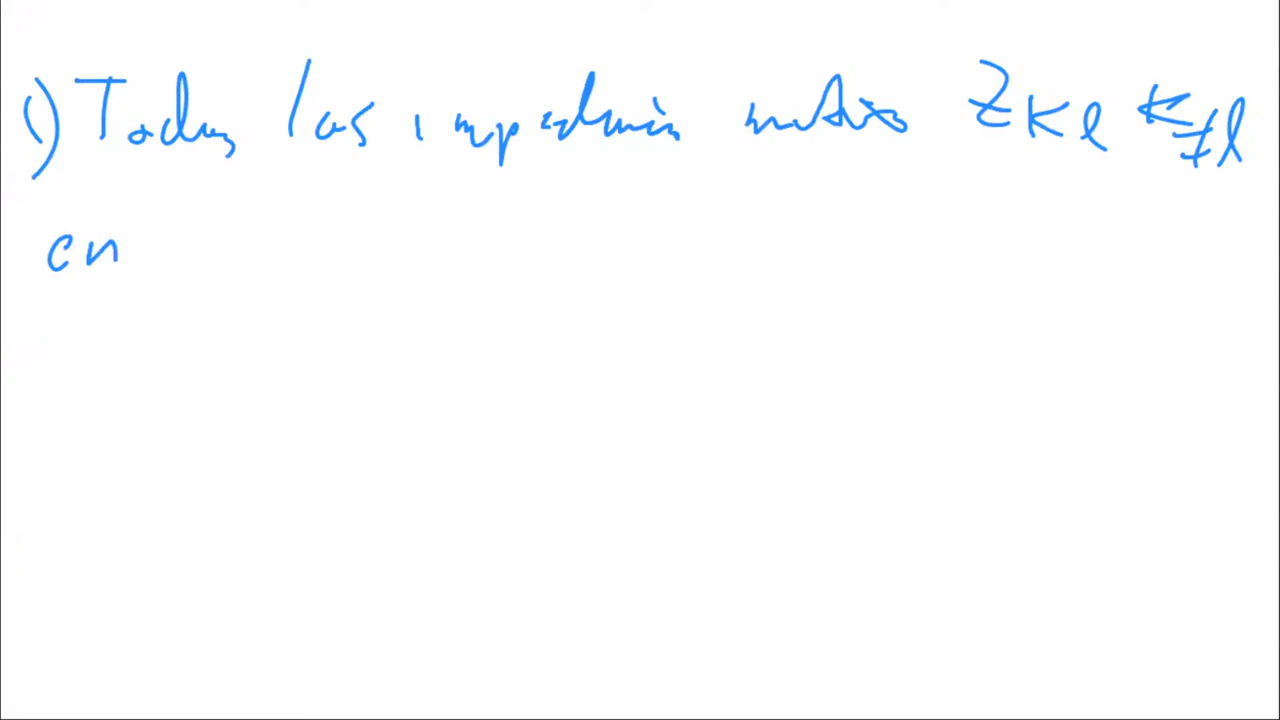 1) Todas las impedancias mutuas Zkl k≠l
en